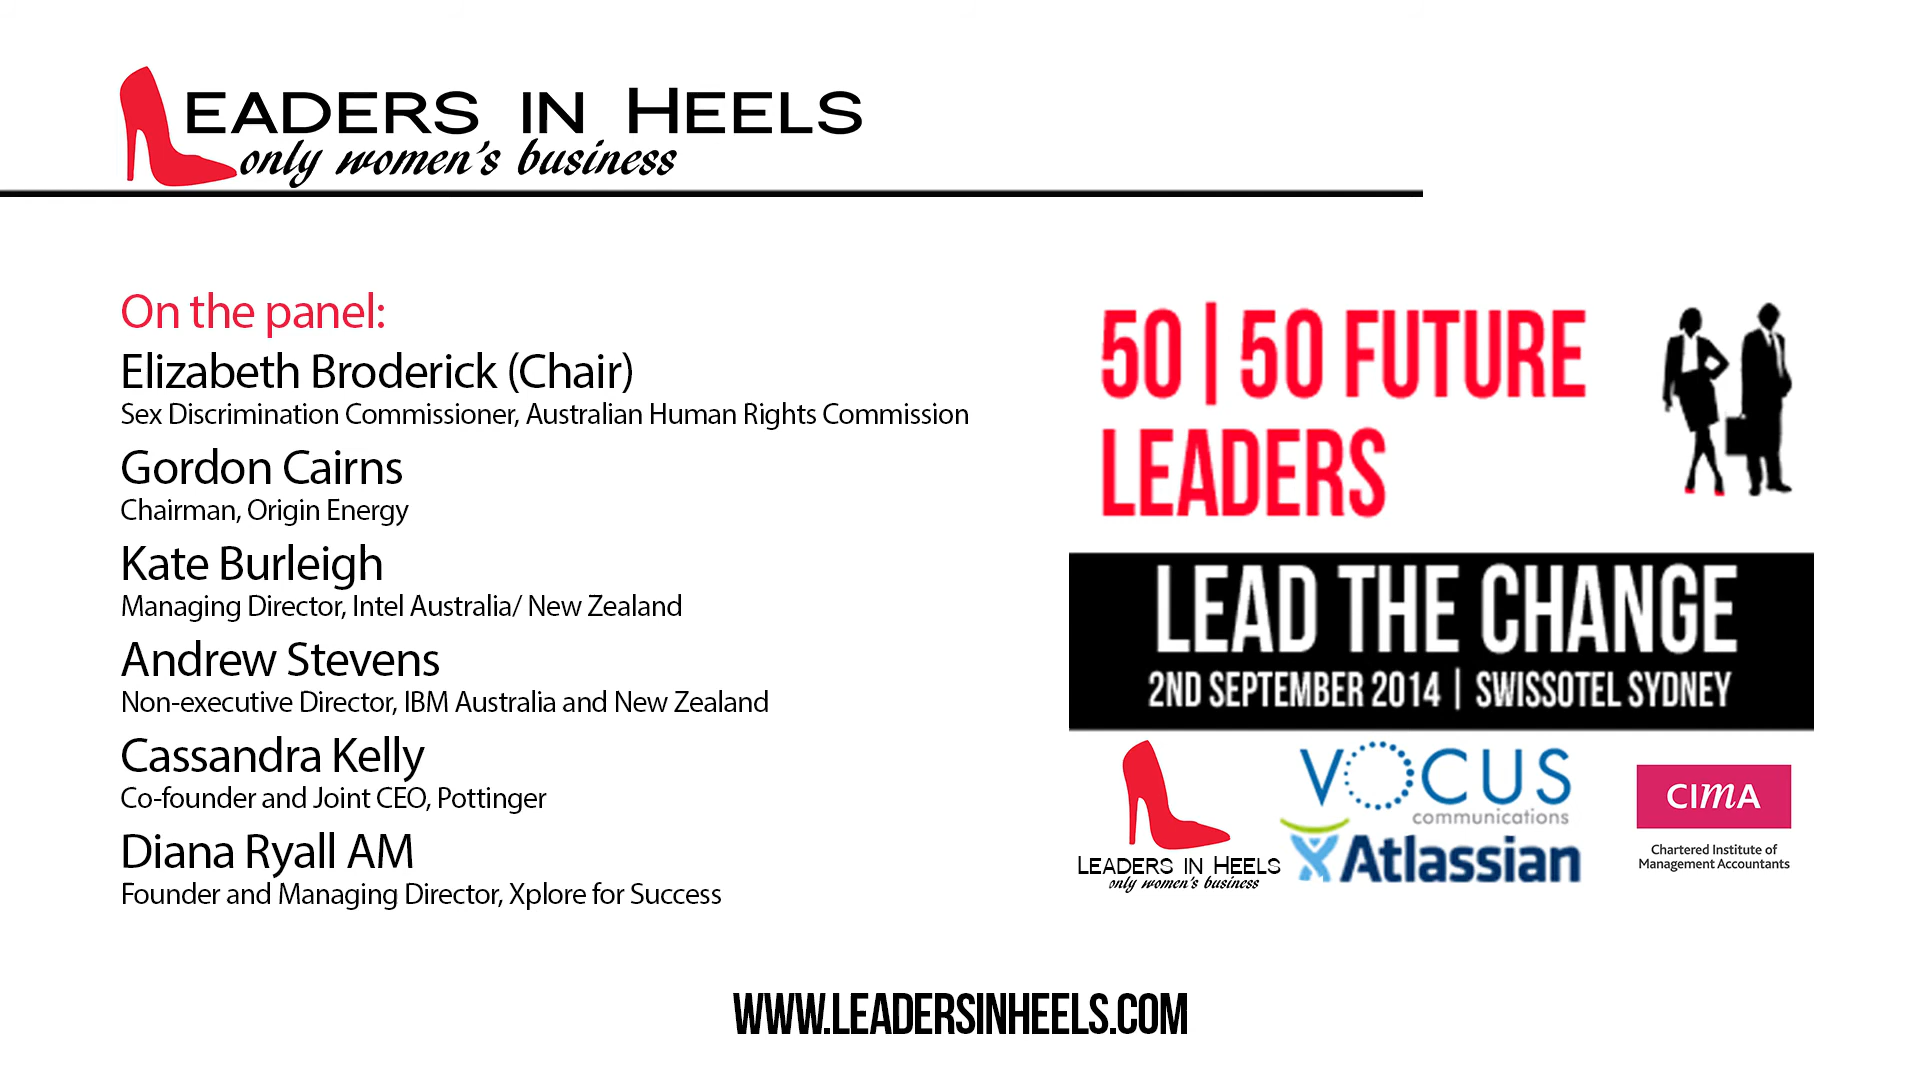 LEADERS IN HEELS
only women's business
On the panel:
Elizabeth Broderick (Chair)
Sex Discrimination Commissioner, Australian Human Rights Commission
Gordon Cairns
Chairman, Origin Energy
Kate Burleigh
Managing Director, Intel Australia/ New Zealand
Andrew Stevens
Non-executive Director, IBM Australia and New Zealand
Cassandra Kelly
Co-founder and Joint CEO, Pottinger
Diana Ryall AM
Founder and Managing Director, Xplore for Success
50 | 50 FUTURE
LEADERS
LEAD THE CHANGE
2ND SEPTEMBER 2014 | SWISSOTEL SYDNEY
LEADERS IN HEELS
only women's business
VOCUS
communications
Atlassian
CIMA
Chartered Institute of
Management Accountants
WWW.LEADERSINHEELS.COM